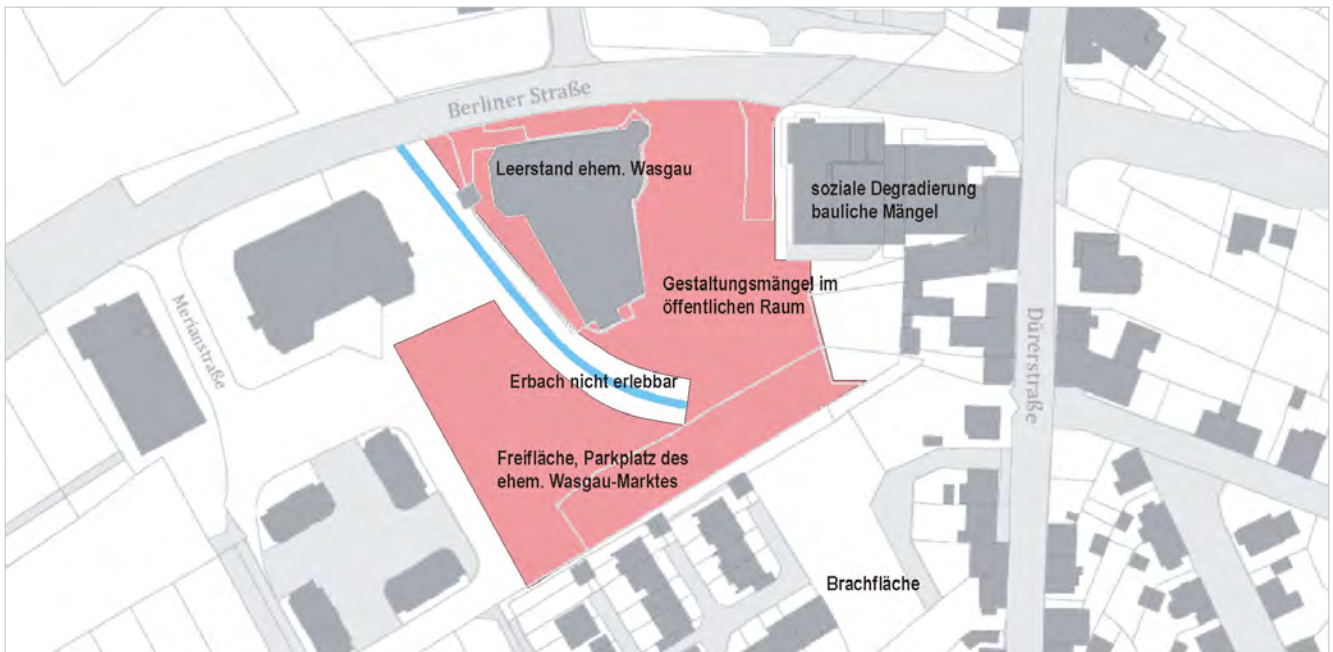 Berliner Straße
Leerstand ehem. Wasgau
soziale Degradierung
bauliche Mängel
Gestaltungsmängel im
öffentlichen Raum
Merianstraße
Dürerstraße
Erbach nicht erlebbar
Freifläche, Parkplatz des
ehem. Wasgau-Marktes
Brachfläche